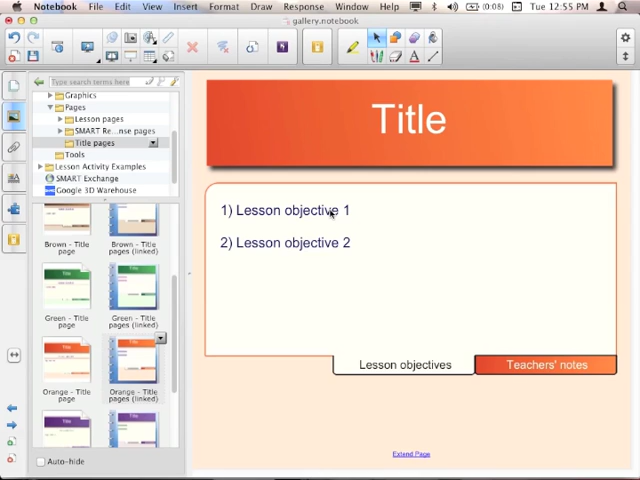 Notebook File Edit View Insert Format Draw Response Window Help (0:08) Tue 12:55 PM
gallery.notebook
Type search terms here
Graphics
Pages
Lesson pages
SMART Re...nse pages
Title pages
Tools
Lesson Activity Examples
SMART Exchange
Google 3D Warehouse
Brown - Title page
Brown - Title pages (linked)
Green - Title page
Green - Title pages (linked)
Orange - Title page
Orange - Title pages (linked)
Auto-hide
Title
1) Lesson objective 1
2) Lesson objective 2
Lesson objectives
Teachers' notes
Extend Page